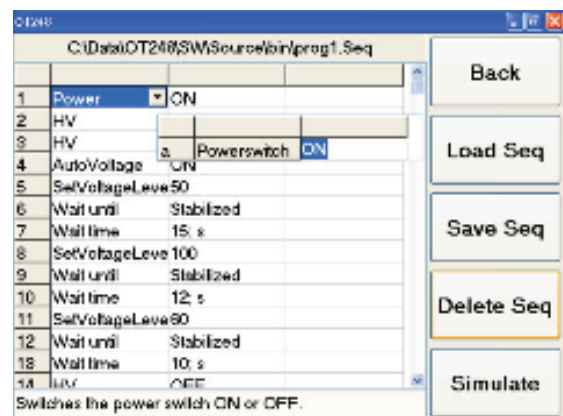 OT248
C:\Data\OT248\SW\Source\bin\prog1.Seq
1 Power ON
2 HV
3 HV
a Powerswitch ON
4 AutoVoltage ON
5 SetVoltageLeve 50
6 Wait until Stabilized
7 Wait time 15; s
8 SetVoltageLeve 100
9 Wait until Stabilized
10 Wait time 12; s
11 SetVoltageLeve 60
12 Wait until Stabilized
13 Wait time 10; s
14 HV OFF
Switches the power switch ON or OFF.
Back
Load Seq
Save Seq
Delete Seq
Simulate